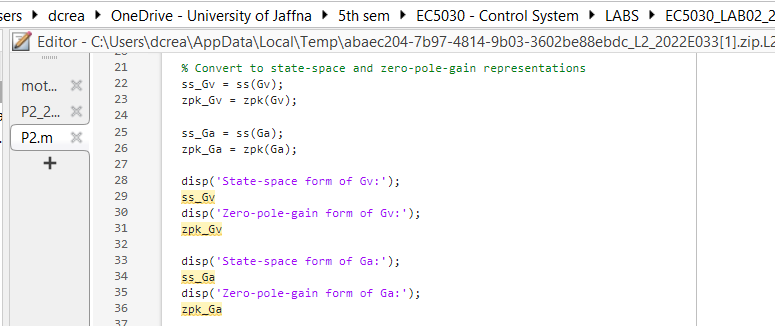 sers ▸ dcrea ▸ OneDrive - University of Jaffna ▸ 5th sem ▸ EC5030 - Control System ▸ LABS ▸ EC5030_LAB02_2
Editor - C:\Users\dcrea\AppData\Local\Temp\abaec204-7b97-4814-9b03-3602be88ebdc_L2_2022E033[1].zip.L2
mot...
P2_2...
P2.m
21 % Convert to state-space and zero-pole-gain representations
22 ss_Gv = ss(Gv);
23 zpk_Gv = zpk(Gv);
24
25 ss_Ga = ss(Ga);
26 zpk_Ga = zpk(Ga);
27
28 disp('State-space form of Gv:');
29 ss_Gv
30 disp('Zero-pole-gain form of Gv:');
31 zpk_Gv
32
33 disp('State-space form of Ga:');
34 ss_Ga
35 disp('Zero-pole-gain form of Ga:');
36 zpk_Ga
37